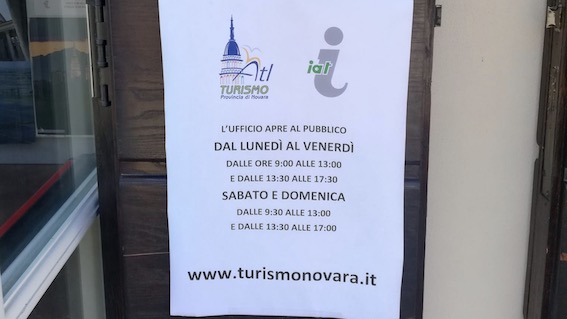 Atl
TURISMO
Provincia di Novara
iat
i
L'UFFICIO APRE AL PUBBLICO
DAL LUNEDÌ AL VENERDÌ
DALLE ORE 9:00 ALLE 13:00
E DALLE 13:30 ALLE 17:30
SABATO E DOMENICA
DALLE 9:30 ALLE 13:00
E DALLE 13:30 ALLE 17:00
www.turismonovara.it